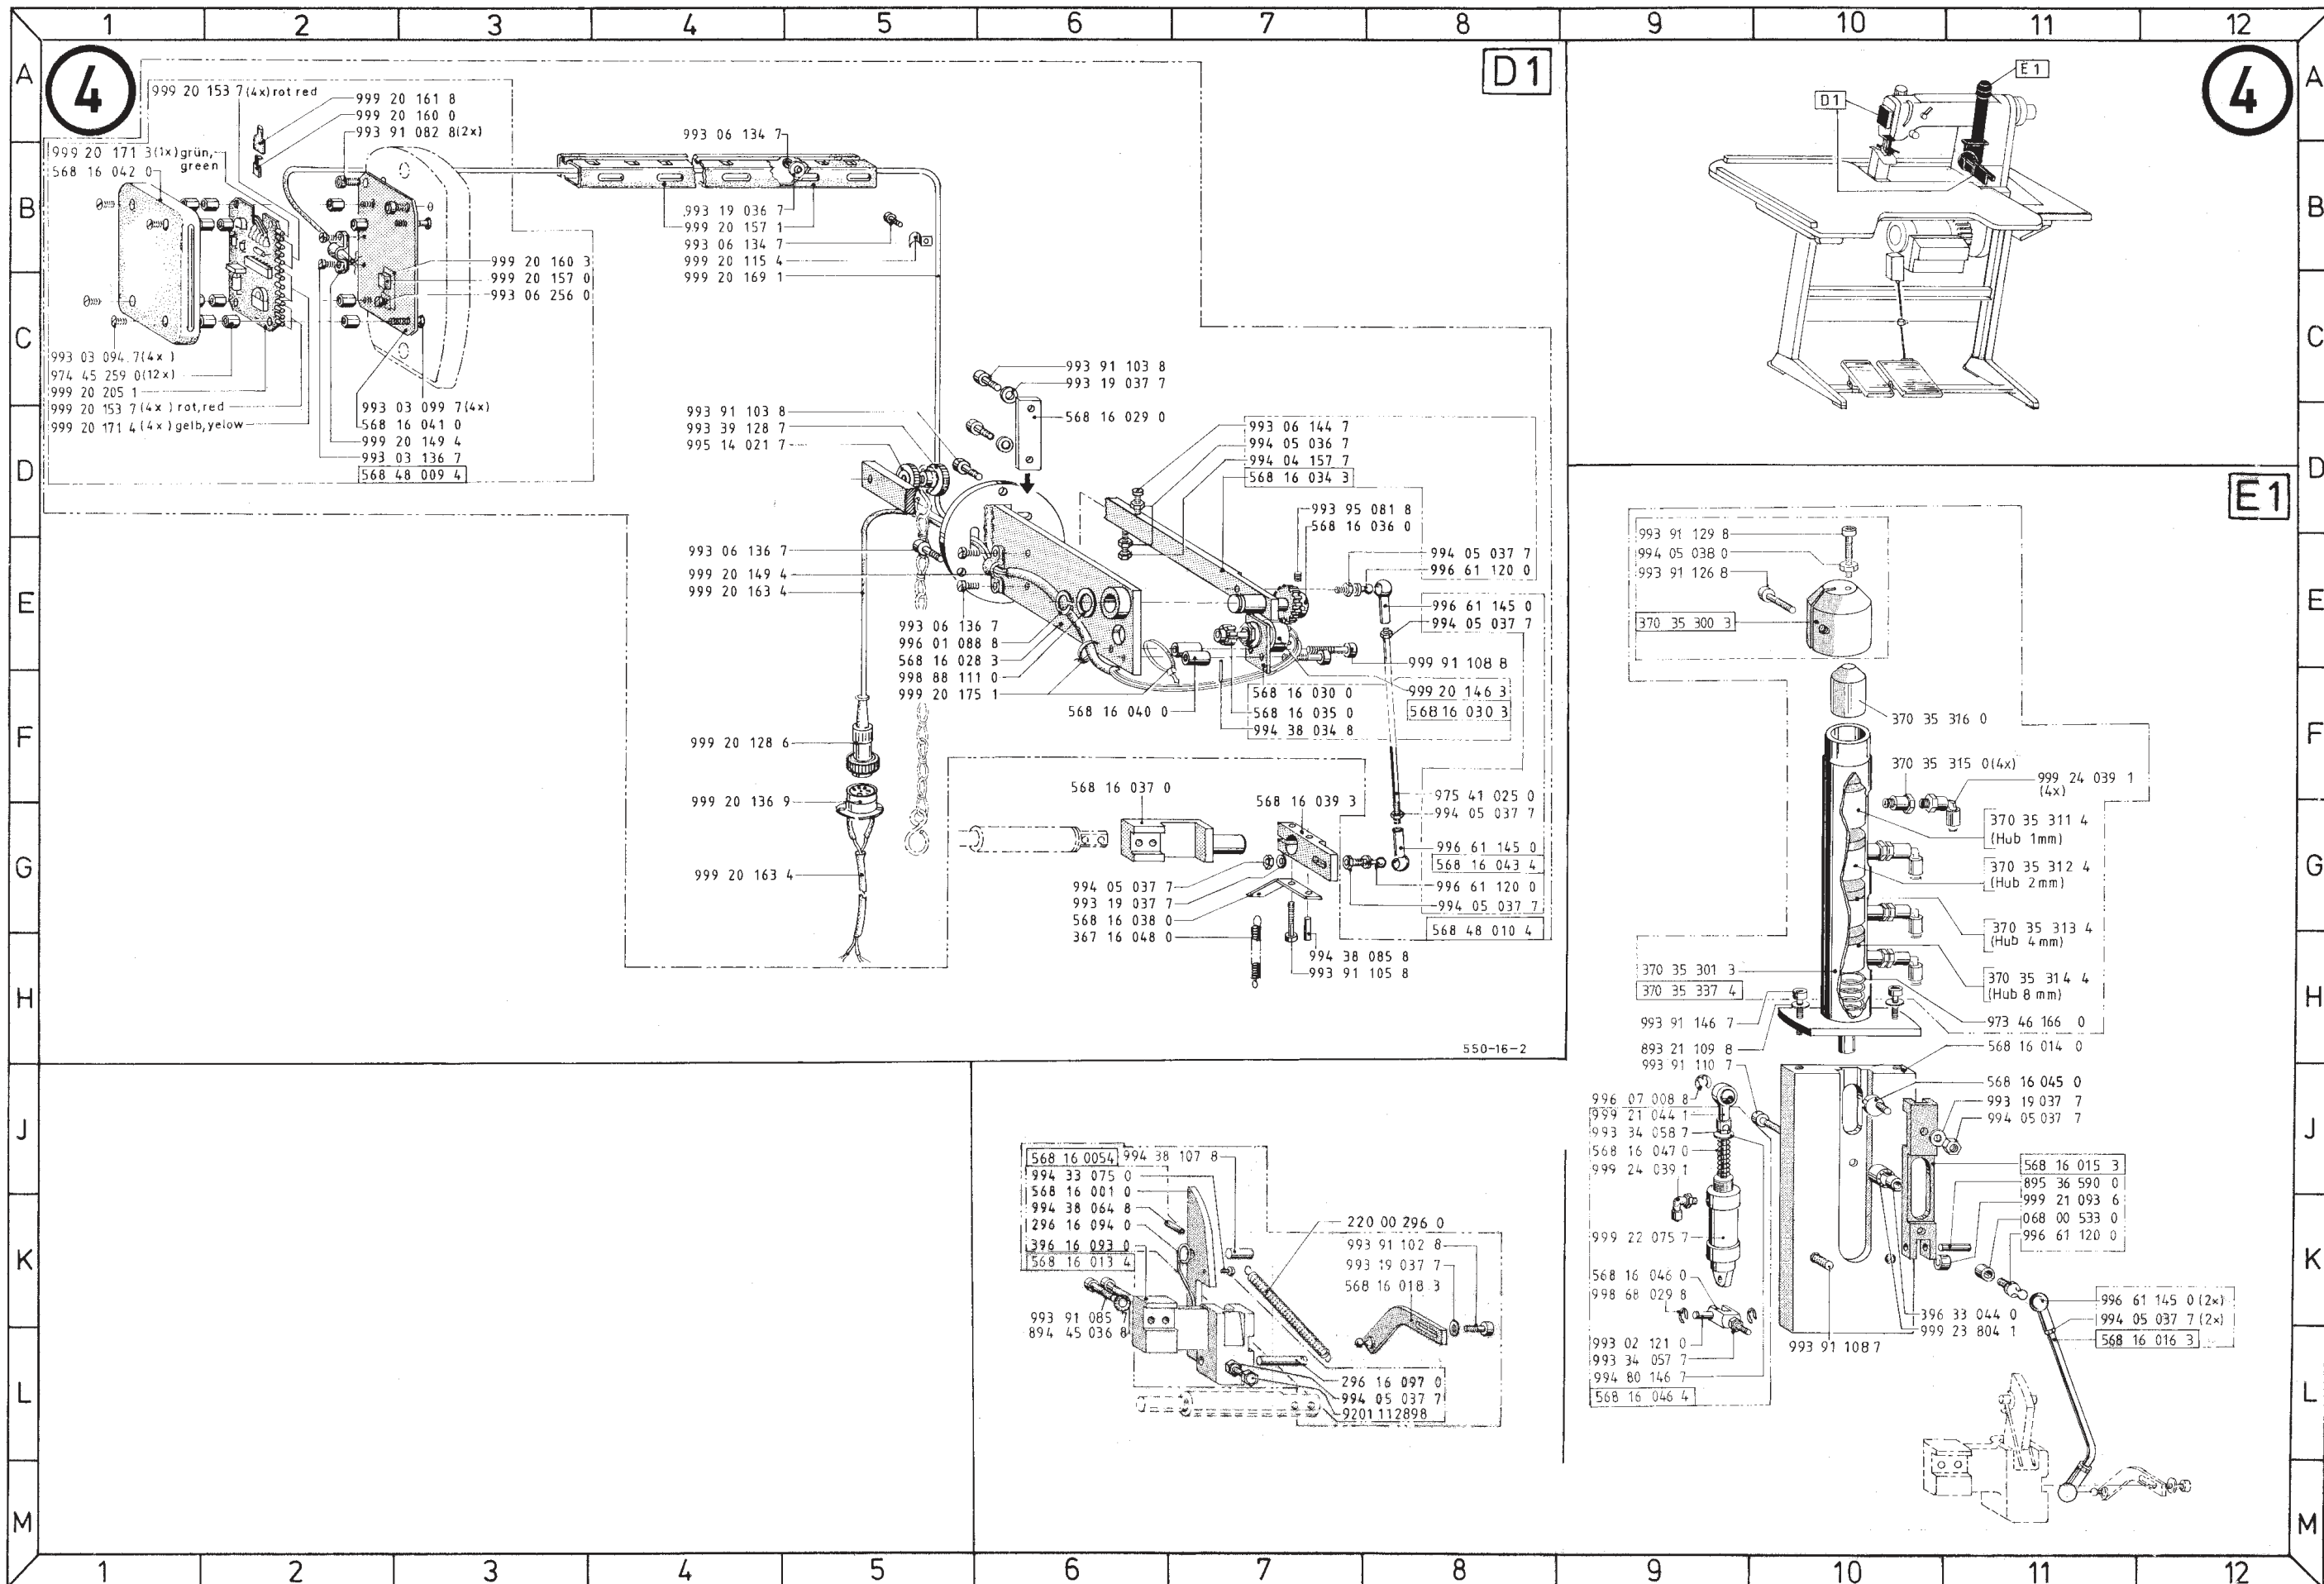 1 2 3 4 5 6 7 8 9 10 11 12
A
B
C
D
E
F
G
H
J
K
L
M
4
D1
4
999 20 153 7(4x) rot red
999 20 161 8
999 20 160 0
993 91 082 8(2x)
999 20 171 3(1x)grün,
green
568 16 042 0
999 20 160 3
999 20 157 0
993 06 256 0
993 03 094 7(4x)
974 45 259 0(12x)
999 20 205 1
999 20 153 7(4x) rot,red
999 20 171 4(4x)gelb,yelow
993 03 099 7(4x)
568 16 041 0
999 20 149 4
993 03 136 7
568 48 009 4
993 06 134 7
993 19 036 7
999 20 157 1
993 06 134 7
999 20 115 4
999 20 169 1
993 91 103 8
993 19 037 7
568 16 029 0
993 91 103 8
993 39 128 7
995 14 021 7
993 06 144 7
994 05 036 7
994 04 157 7
568 16 034 3
993 95 081 8
568 16 036 0
994 05 037 7
996 61 120 0
993 06 136 7
999 20 149 4
999 20 163 4
996 61 145 0
994 05 037 7
993 06 136 7
996 01 088 8
568 16 028 3
998 88 111 0
999 20 175 1
999 91 108 8
568 16 040 0
568 16 030 0
568 16 035 0
994 38 034 8
999 20 146 3
568 16 030 3
999 20 128 6
999 20 136 9
999 20 163 4
568 16 037 0
568 16 039 3
975 41 025 0
994 05 037 7
996 61 145 0
568 16 043 4
996 61 120 0
994 05 037 7
568 48 010 4
994 05 037 7
993 19 037 7
568 16 038 0
367 16 048 0
994 38 085 8
993 91 105 8
550-16-2
E1
D1
E1
993 91 129 8
994 05 038 0
993 91 126 8
370 35 300 3
370 35 316 0
370 35 315 0(4x)
999 24 039 1
(4x)
370 35 311 4
(Hub 1mm)
370 35 312 4
(Hub 2mm)
370 35 313 4
(Hub 4mm)
370 35 314 4
(Hub 8 mm)
370 35 301 3
370 35 337 4
993 91 146 7
973 46 166 0
893 21 109 8
993 91 110 7
568 16 014 0
568 16 045 0
993 19 037 7
994 05 037 7
996 07 008 8
999 21 044 1
993 34 058 7
568 16 047 0
999 24 039 1
999 22 075 7
568 16 046 0
998 68 029 8
993 02 121 0
993 34 057 7
994 80 146 7
568 16 046 4
568 16 015 3
895 36 590 0
999 21 093 6
068 00 533 0
996 61 120 0
396 33 044 0
999 23 804 1
993 91 108 7
996 61 145 0(2x)
994 05 037 7(2x)
568 16 016 3
568 16 0054
994 38 107 8
994 33 075 0
568 16 001 0
994 38 064 8
296 16 094 0
396 16 093 0
568 16 013 4
993 91 085 7
894 45 036 8
220 00 296 0
993 91 102 8
993 19 037 7
568 16 018 3
296 16 097 0
994 05 037 7
9201 112898
A
B
C
D
E
F
G
H
J
K
L
M
1 2 3 4 5 6 7 8 9 10 11 12